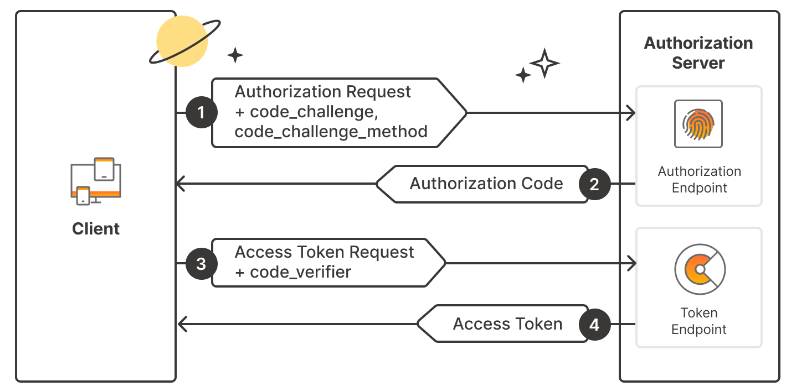 Authorization
Server
1
Authorization Request
+ code_challenge,
code_challenge_method
Authorization
Endpoint
Authorization Code
2
Client
3
Access Token Request
+ code_verifier
Access Token
4
Token
Endpoint